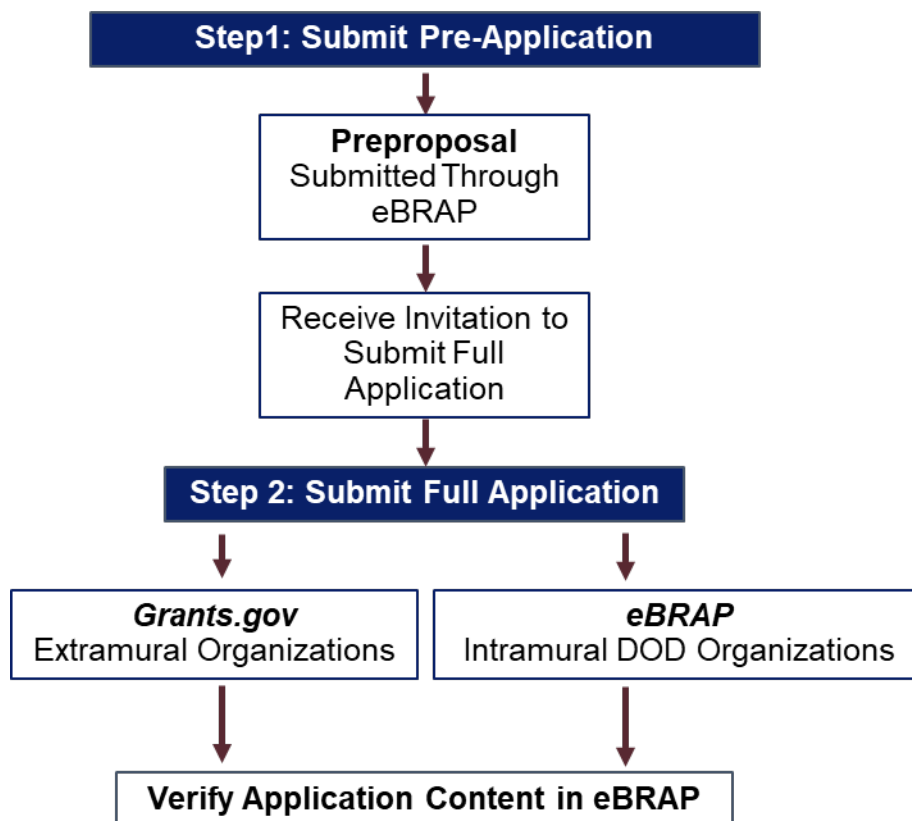 Step1: Submit Pre-Application
Preproposal
Submitted Through
eBRAP
Receive Invitation to
Submit Full
Application
Step 2: Submit Full Application
Grants.gov
Extramural Organizations
eBRAP
Intramural DOD Organizations
Verify Application Content in eBRAP